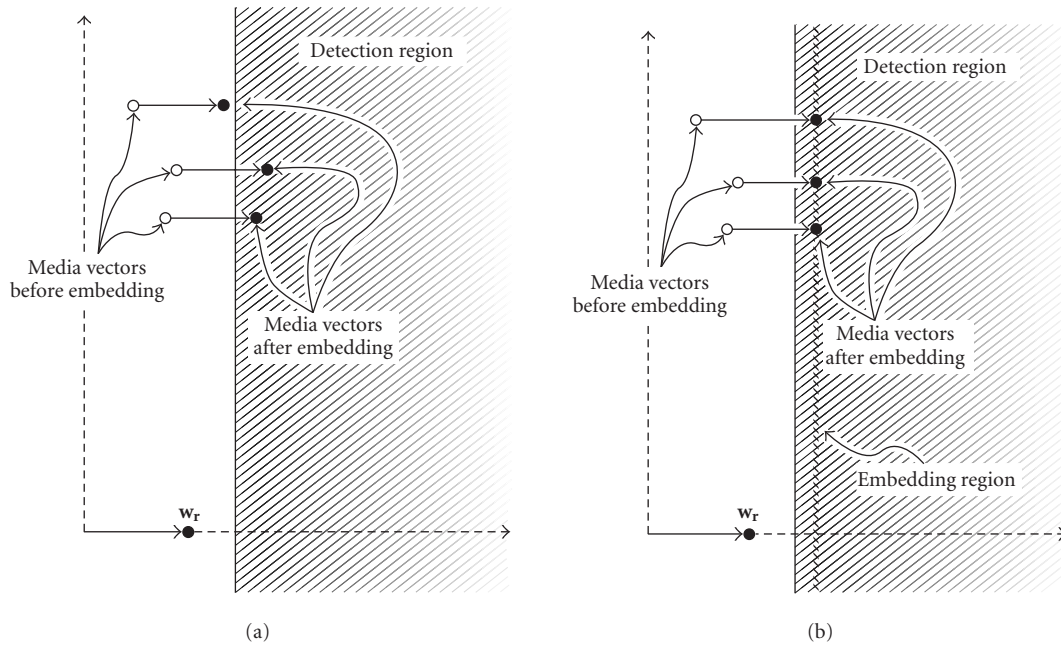 Detection region
Media vectors
before embedding
Media vectors
after embedding
w_r
(a)
Detection region
Media vectors
before embedding
Media vectors
after embedding
Embedding region
w_r
(b)